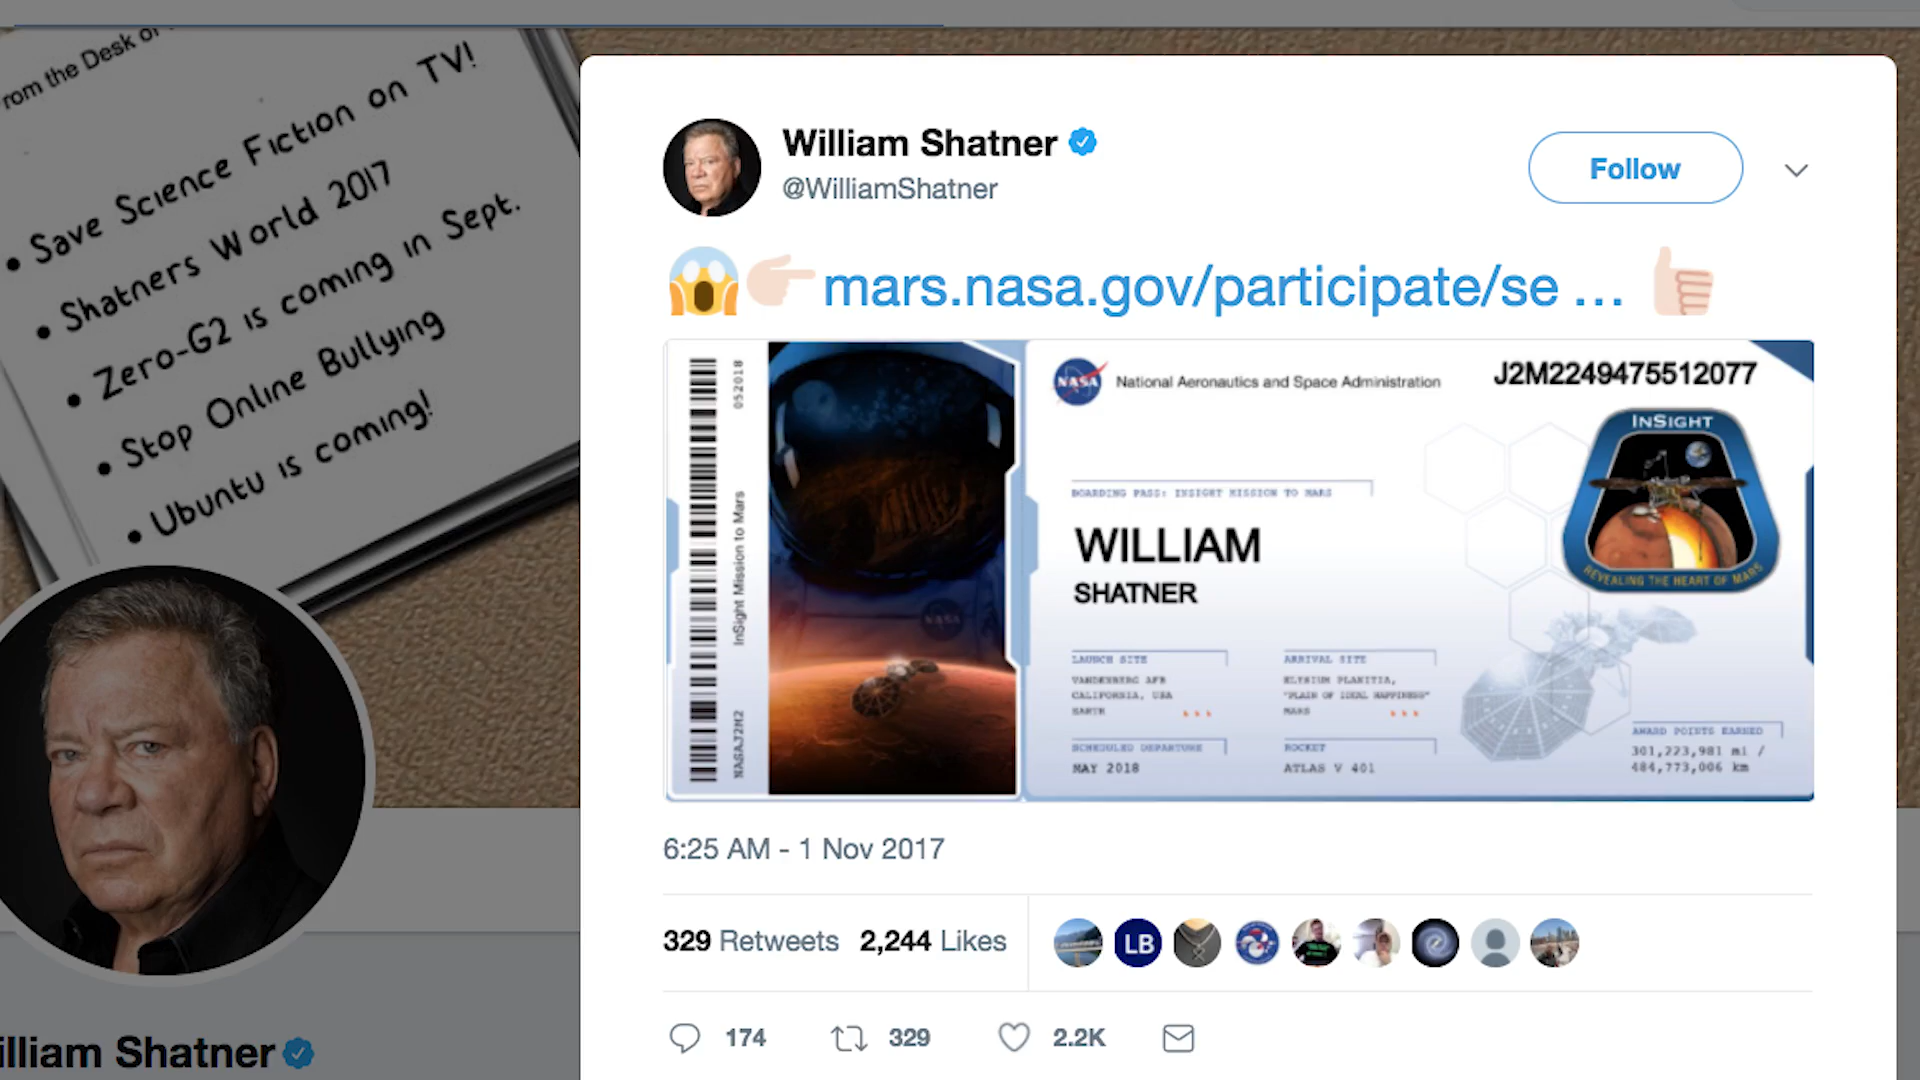 rom the Desk of
• Save Science Fiction on TV!
• Shatners World 2017
• Zero-G2 is coming in Sept.
• Stop Online Bullying
• Ubuntu is coming!
illiam Shatner
William Shatner
@WilliamShatner
Follow
mars.nasa.gov/participate/se ...
052018
InSight Mission to Mars
NASAJ2M2
NASA
NASA
National Aeronautics and Space Administration
J2M2249475512077
INSIGHT
REVEALING THE HEART OF MARS
BOARDING PASS: INSIGHT MISSION TO MARS
WILLIAM
SHATNER
LAUNCH SITE
VANDENBERG AFB
CALIFORNIA, USA
EARTH
ARRIVAL SITE
ELYSIUM PLANITIA,
"PLAIN OF IDEAL HAPPINESS"
MARS
SCHEDULED DEPARTURE
MAY 2018
ROCKET
ATLAS V 401
AWARD POINTS EARNED
301,223,981 mi /
484,773,006 km
6:25 AM - 1 Nov 2017
329 Retweets 2,244 Likes
LB
174 329 2.2K